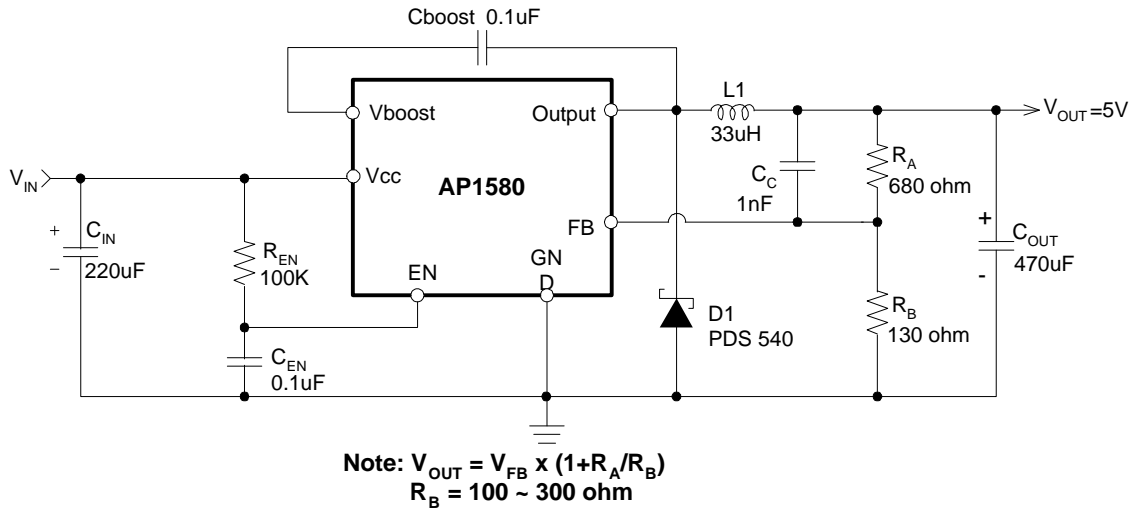 Cboost 0.1uF
Vboost
Output
L1
33uH
V_OUT=5V
V_IN
Vcc
AP1580
C_C
1nF
R_A
680 ohm
FB
+
C_IN
−
220uF
R_EN
100K
EN
GN
D
+
C_OUT
-
470uF
D1
PDS 540
R_B
130 ohm
C_EN
0.1uF
Note: V_OUT = V_FB x (1+R_A/R_B)
R_B = 100 ~ 300 ohm